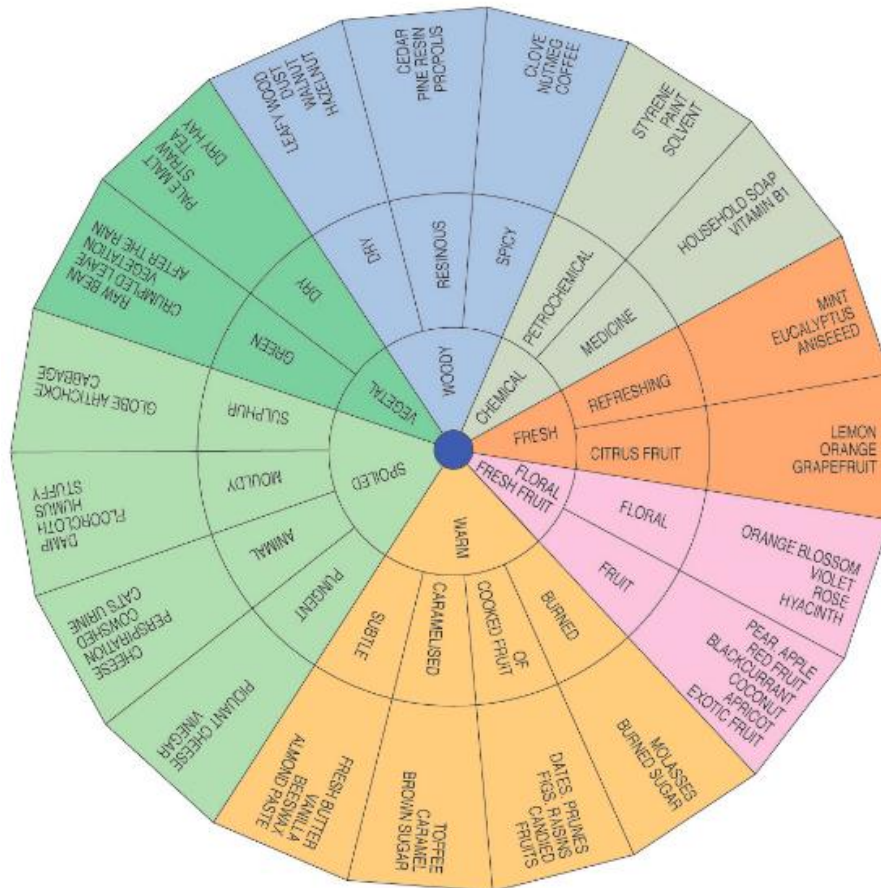 WOODY
DRY
LEAFY WOOD
DUST
WALNUT
HAZELNUT
RESINOUS
CEDAR
PINE RESIN
PROPOLIS
SPICY
CLOVE
NUTMEG
COFFEE
CHEMICAL
PETROCHEMICAL
STYRENE
PAINT
SOLVENT
MEDICINE
HOUSEHOLD SOAP
VITAMIN B1
FRESH
REFRESHING
MINT
EUCALYPTUS
ANISEEED
CITRUS FRUIT
LEMON
ORANGE
GRAPEFRUIT
FLORAL
FRESH FRUIT
FLORAL
ORANGE BLOSSOM
VIOLET
ROSE
HYACINTH
FRUIT
PEAR, APPLE
RED FRUIT
BLACKCURRANT
COCONUT
APRICOT
EXOTIC FRUIT
WARM
BURNED
MOLASSES
BURNED SUGAR
OF
COOKED FRUIT
DATES, PRUNES
FIGS, RAISINS
CANDIED
FRUITS
CARAMELISED
TOFFEE
CARAMEL
BROWN SUGAR
SUBTLE
FRESH BUTTER
VANILLA
BEESWAX
ALMOND PASTE
SPOILED
PUNGENT
PIQUANT CHEESE
VINEGAR
ANIMAL
CHEESE
PERSPIRATION
COWSHED
CAT'S URINE
MOULDY
DAMP
FLOORCLOTH
HUMUS
STUFFY
SULPHUR
GLOBE ARTICHOKE
CABBAGE
VEGETAL
GREEN
RAW BEAN
CRUMPLED LEAVE
VEGETATION
AFTER THE RAIN
DRY
PALE MALT
STRAW
TEA
DRY HAY